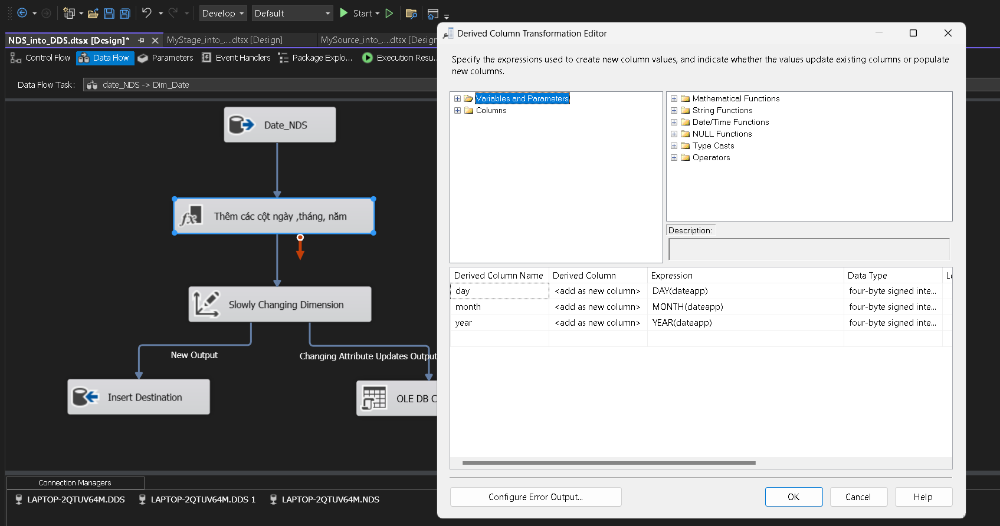 Develop
Default
Start
NDS_into_DDS.dtsx [Design]*
MyStage_into_....dtsx [Design]
MySource_into_....dtsx [Design
Control Flow
Data Flow
Parameters
Event Handlers
Package Explo...
Execution Resu..
Data Flow Task:
date_NDS -> Dim_Date
Date_NDS
Thêm các cột ngày ,tháng, năm
Slowly Changing Dimension
New Output
Changing Attribute Updates Output
Insert Destination
OLE DB C
Connection Managers
LAPTOP-2QTUV64M.DDS
LAPTOP-2QTUV64M.DDS 1
LAPTOP-2QTUV64M.NDS
Derived Column Transformation Editor
Specify the expressions used to create new column values, and indicate whether the values update existing columns or populate
new columns.
Variables and Parameters
Columns
Mathematical Functions
String Functions
Date/Time Functions
NULL Functions
Type Casts
Operators
Description:
Derived Column Name Derived Column Expression Data Type Le
day <add as new column> DAY(dateapp) four-byte signed inte...
month <add as new column> MONTH(dateapp) four-byte signed inte...
year <add as new column> YEAR(dateapp) four-byte signed inte...
Configure Error Output...
OK
Cancel
Help